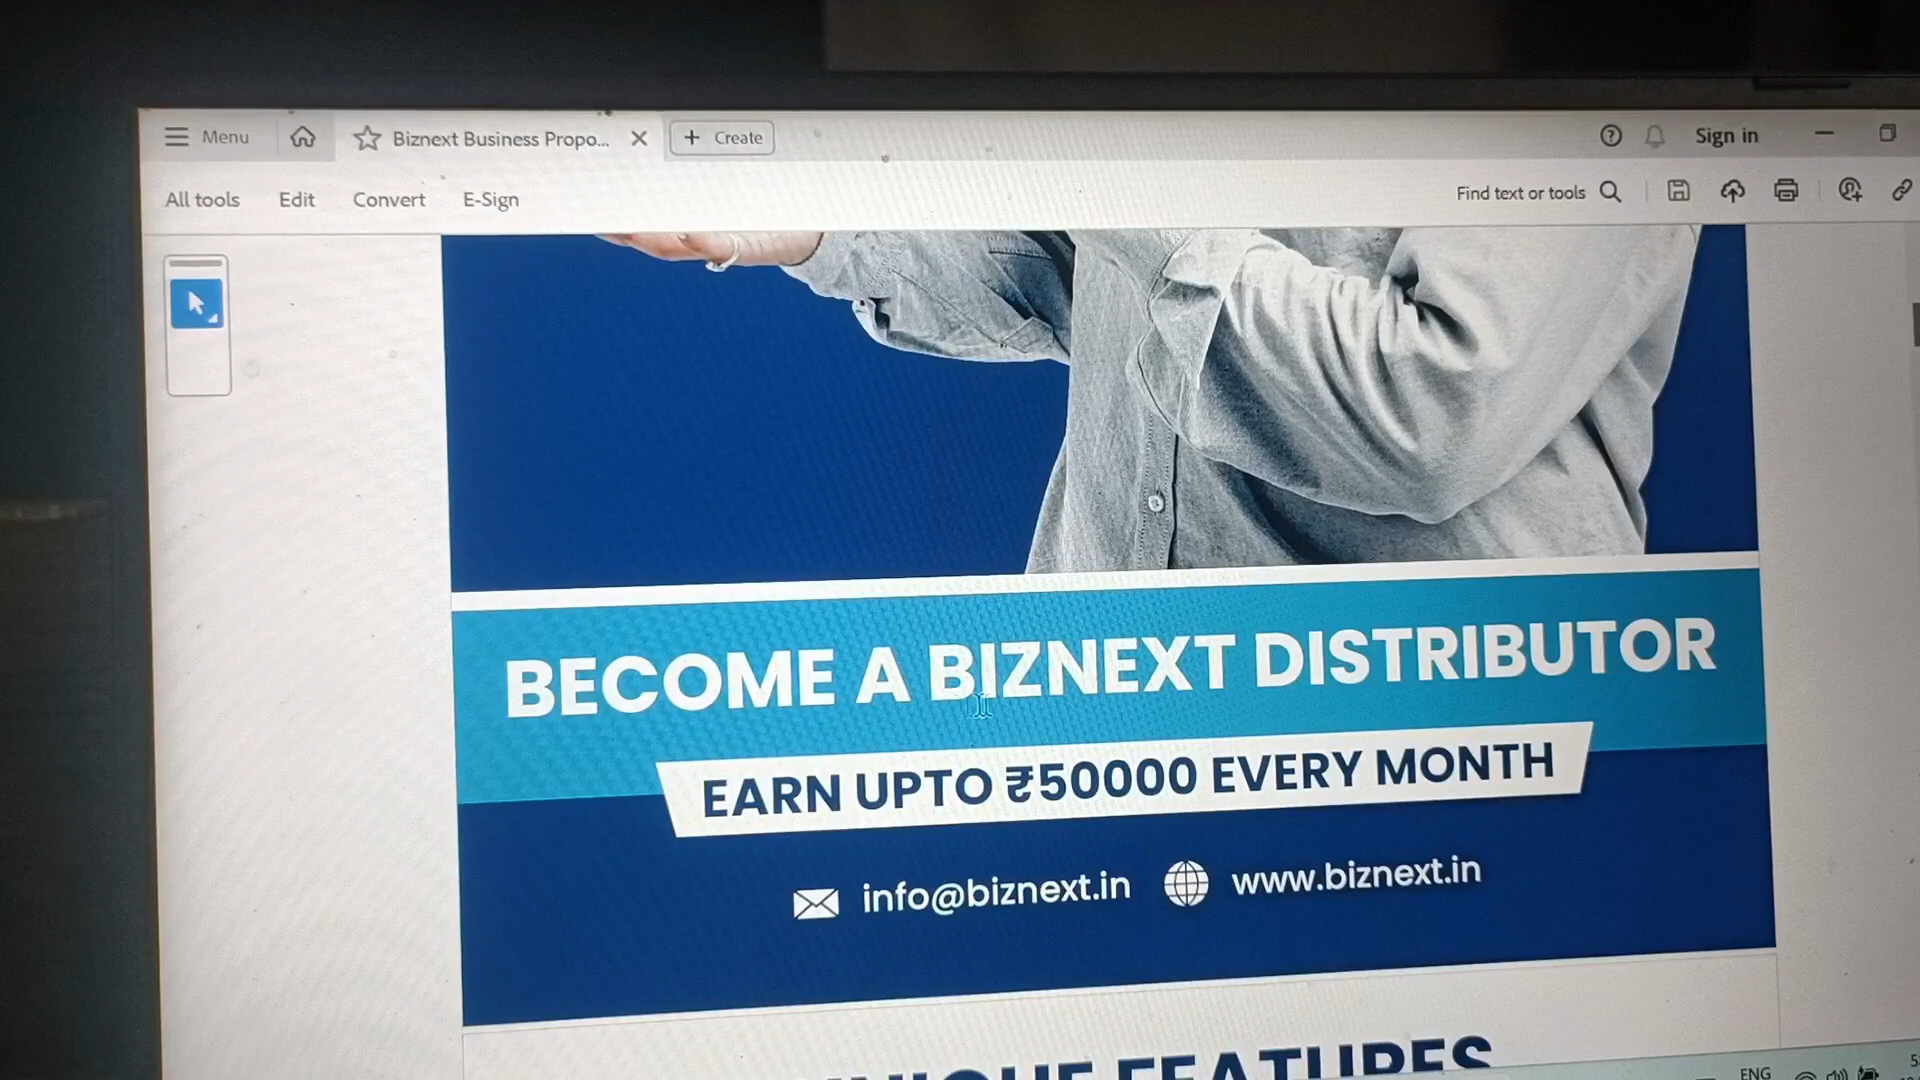 Menu
Biznext Business Propo...
Create
Sign in
All tools
Edit
Convert
E-Sign
Find text or tools
BECOME A BIZNEXT DISTRIBUTOR
EARN UPTO ₹50000 EVERY MONTH
info@biznext.in
www.biznext.in
FEATURES
ENG